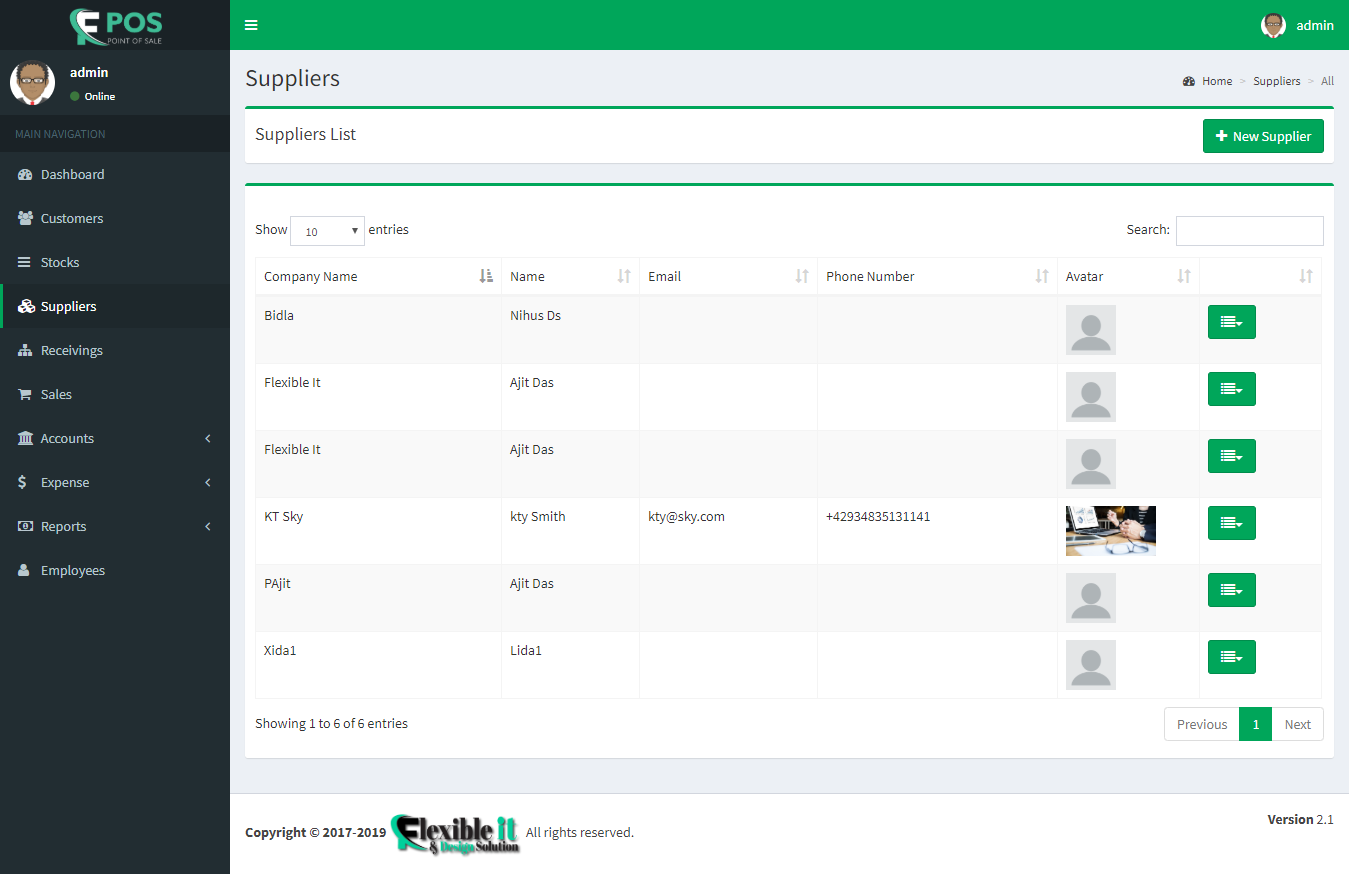 POS
POINT OF SALE
admin
admin
Online
MAIN NAVIGATION
Dashboard
Customers
Stocks
Suppliers
Receivings
Sales
Accounts
Expense
Reports
Employees
Suppliers
Home > Suppliers > All
Suppliers List
New Supplier
Show 10 entries
Search:
Company Name Name Email Phone Number Avatar
Bidla Nihus Ds
Flexible It Ajit Das
Flexible It Ajit Das
KT Sky kty Smith kty@sky.com +42934835131141
PAjit Ajit Das
Xida1 Lida1
Showing 1 to 6 of 6 entries
Previous 1 Next
Copyright © 2017-2019 Flexible it & Design Solution All rights reserved.
Version 2.1